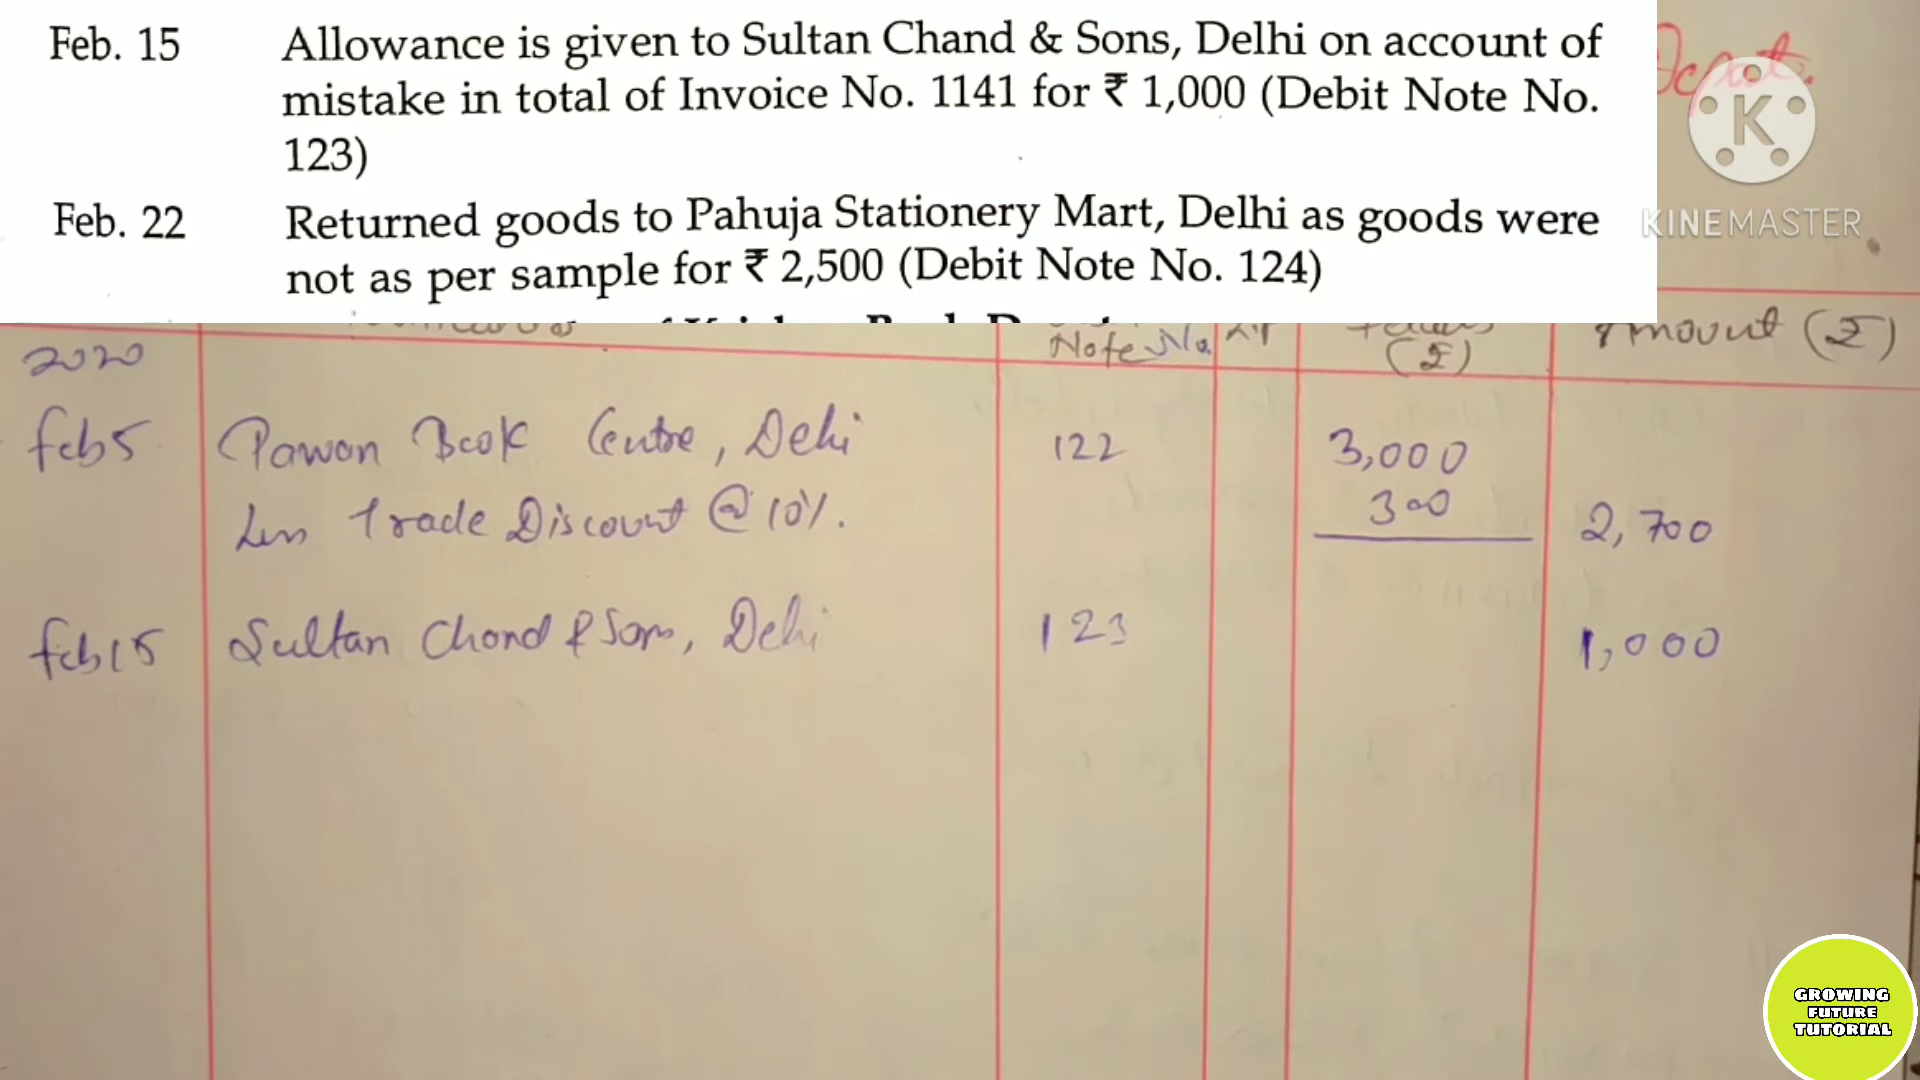 Feb. 15 Allowance is given to Sultan Chand & Sons, Delhi on account of
mistake in total of Invoice No. 1141 for ₹ 1,000 (Debit Note No.
123)
Feb. 22 Returned goods to Pahuja Stationery Mart, Delhi as goods were
not as per sample for ₹ 2,500 (Debit Note No. 124)
K
KINEMASTER
Note No. Amount (₹)
2020 (₹)
Feb 5 Pawan Book Centre, Delhi 122 3,000
Less Trade Discount @ 10%. 300 2,700
Feb 15 Sultan Chand & Sons, Delhi 123 1,000
GROWING
FUTURE
TUTORIAL